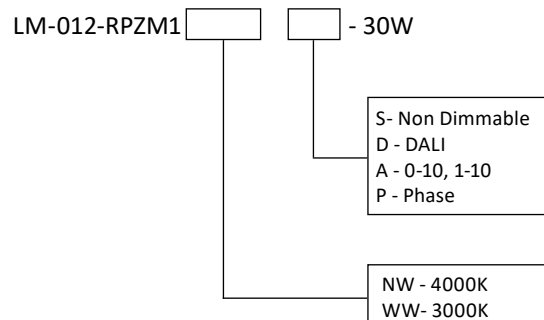 LM-012-RPZM1 - 30W
S- Non Dimmable
D - DALI
A - 0-10, 1-10
P - Phase
NW - 4000K
WW- 3000K